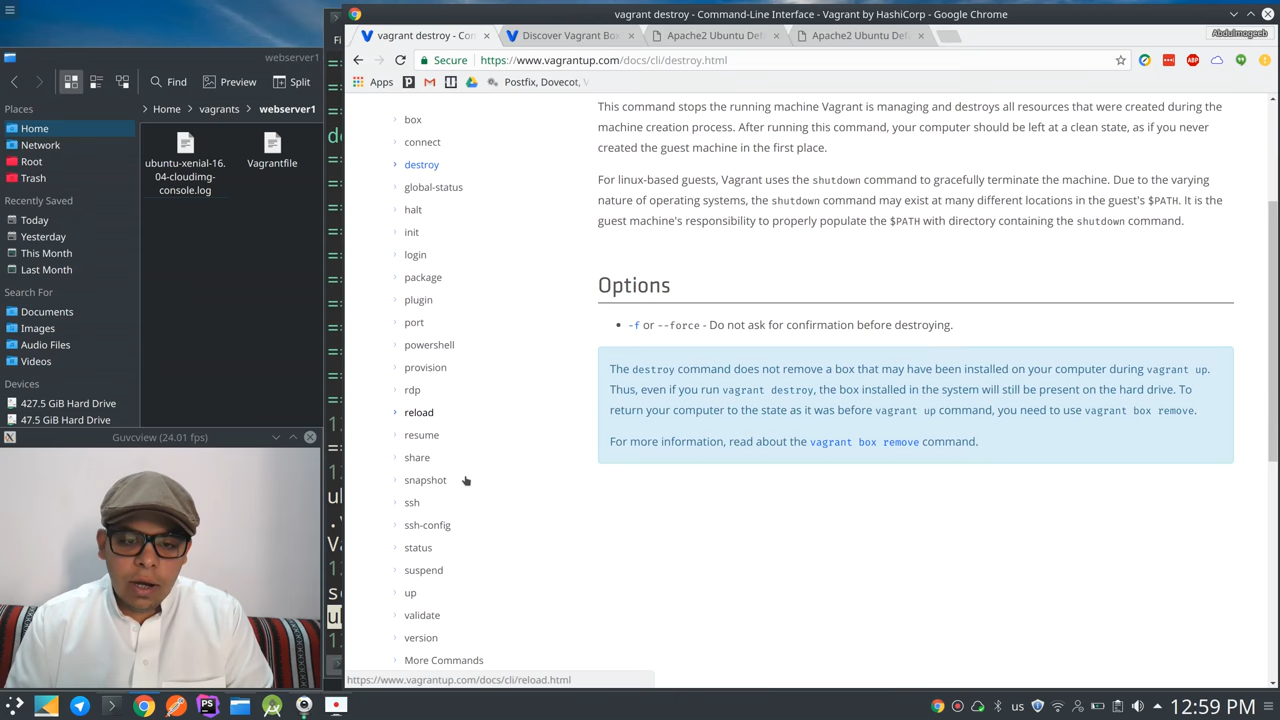 vagrant destroy - Command-Line Interface - Vagrant by HashiCorp - Google Chrome
Fi
vagrant destroy - Co
Discover Vagrant Bo
Apache2 Ubuntu Def
Apache2 Ubuntu Def
Abdulmogeeb
webserver1
Secure
https://www.vagrantup.com/docs/cli/destroy.html
Find
Preview
Split
Apps
Postfix, Dovecot, V
Places
Home
Network
Root
Trash
Recently Saved
Today
Yesterday
This Month
Last Month
Search For
Documents
Images
Audio Files
Videos
Devices
427.5 GiB Hard Drive
47.5 GiB Hard Drive
Home
vagrants
webserver1
ubuntu-xenial-16.
04-cloudimg-
console.log
Vagrantfile
Guvcview (24.01 fps)
box
connect
destroy
global-status
halt
init
login
package
plugin
port
powershell
provision
rdp
reload
resume
share
snapshot
ssh
ssh-config
status
suspend
up
validate
version
More Commands
https://www.vagrantup.com/docs/cli/reload.html
This command stops the running machine Vagrant is managing and destroys all resources that were created during the
machine creation process. After running this command, your computer should be left at a clean state, as if you never
created the guest machine in the first place.
For linux-based guests, Vagrant uses the shutdown command to gracefully terminate the machine. Due to the varying
nature of operating systems, the shutdown command may exist at many different locations in the guest's $PATH. It is the
guest machine's responsibility to properly populate the $PATH with directory containing the shutdown command.
Options
-f or --force - Do not ask for confirmation before destroying.
The destroy command does not remove a box that may have been installed on your computer during vagrant up.
Thus, even if you run vagrant destroy, the box installed in the system will still be present on the hard drive. To
return your computer to the state as it was before vagrant up command, you need to use vagrant box remove.
For more information, read about the vagrant box remove command.
us
12:59 PM